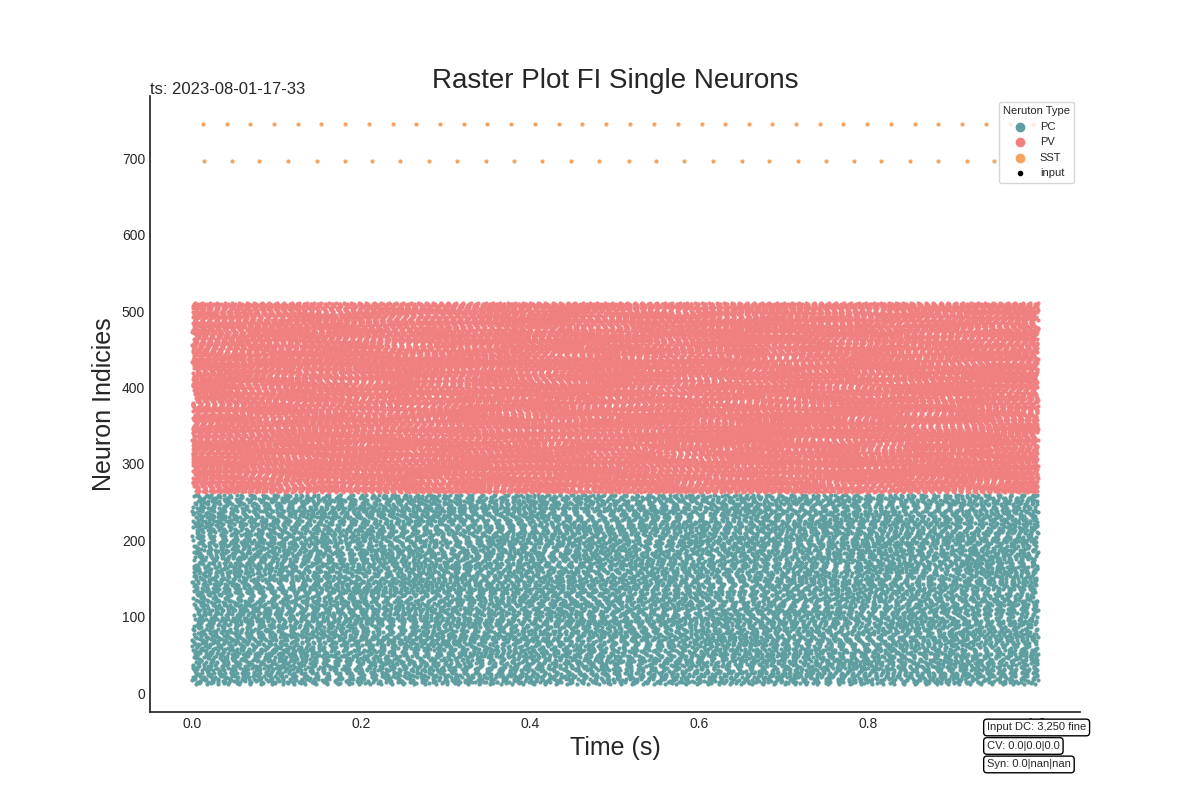 Raster Plot FI Single Neurons
ts: 2023-08-01-17-33
Neruton Type
PC
PV
SST
input
Neuron Indicies
700
600
500
400
300
200
100
0
0.0 0.2 0.4 0.6 0.8
Time (s)
Input DC: 3,250 fine
CV: 0.0|0.0|0.0
Syn: 0.0|nan|nan